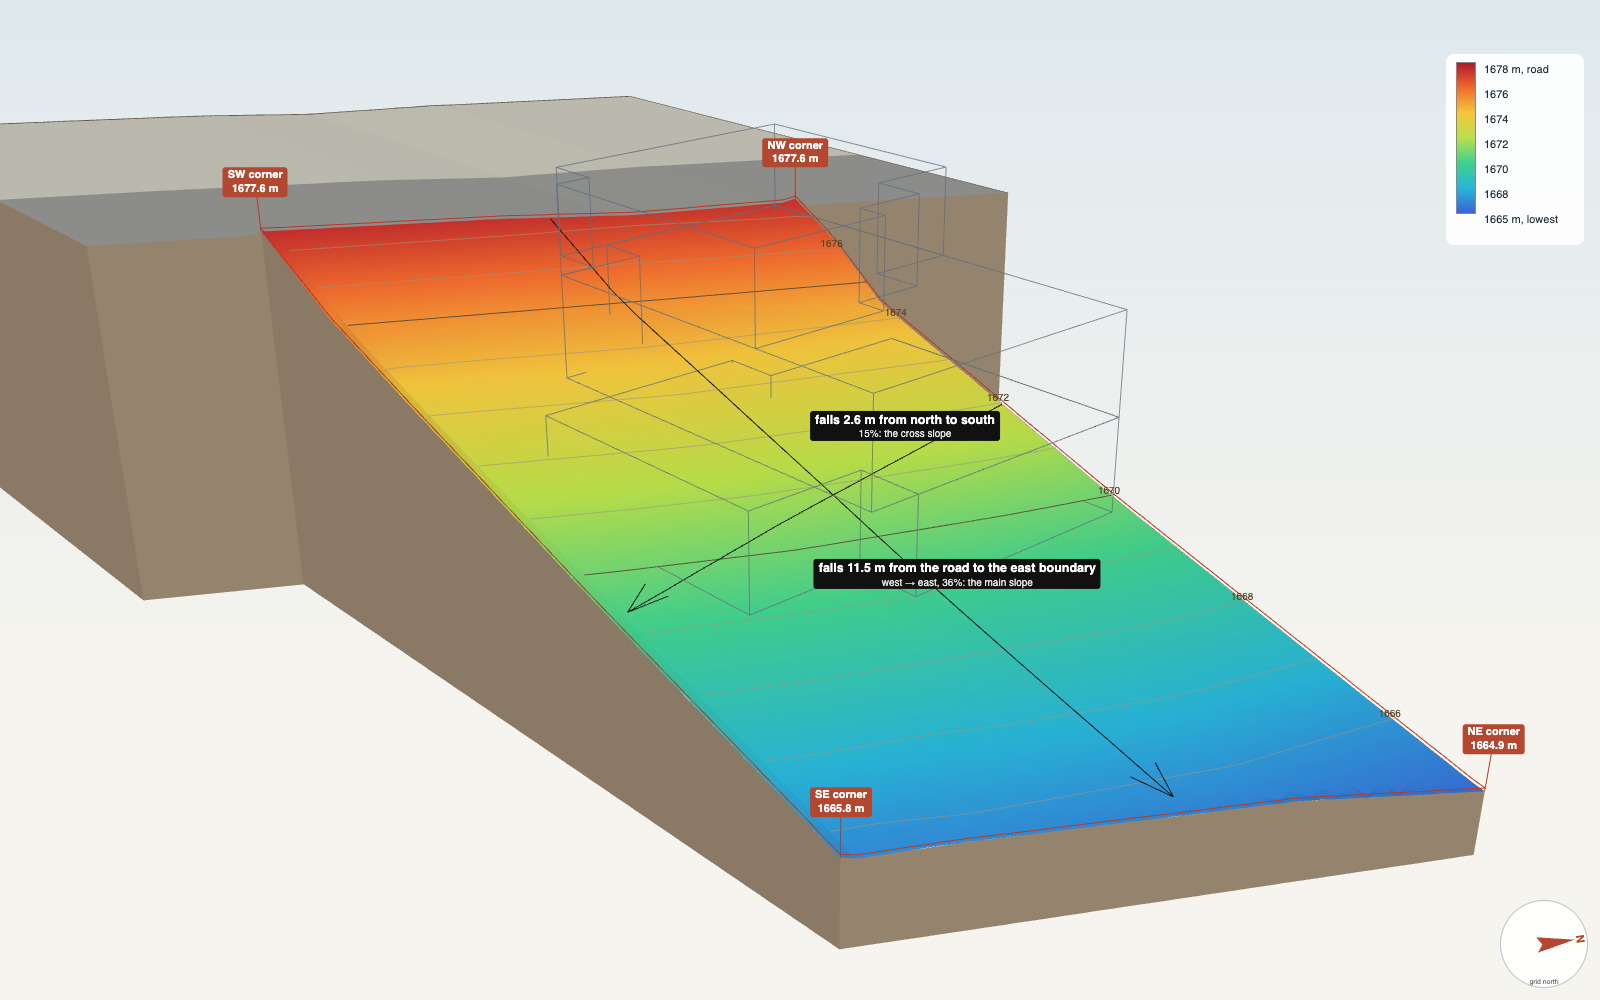 1678 m, road
1676
1674
1672
1670
1668
1665 m, lowest
NW corner
1677.6 m
SW corner
1677.6 m
1676
1674
1672
falls 2.6 m from north to south
15%: the cross slope
1670
falls 11.5 m from the road to the east boundary
west → east, 36%: the main slope
1668
1666
NE corner
1664.9 m
SE corner
1665.8 m
N
grid north